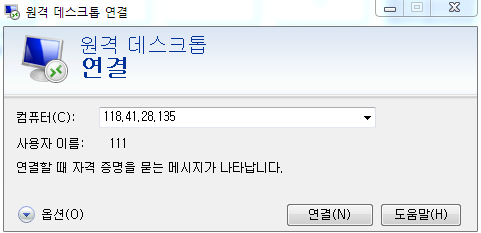 원격 데스크톱 연결
원격 데스크톱
연결
컴퓨터(C): 118,41,28,135
사용자 이름: 111
연결할 때 자격 증명을 묻는 메시지가 나타납니다.
옵션(O) 연결(N) 도움말(H)